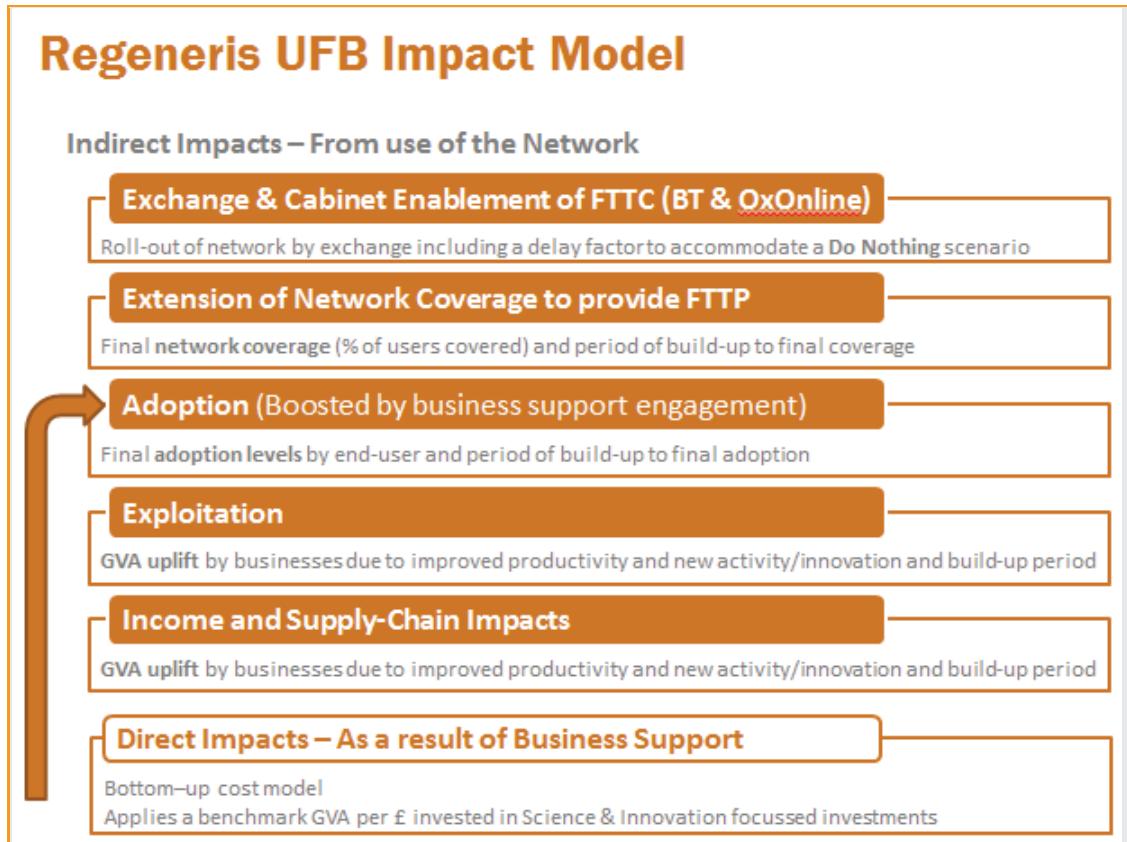 Regeneris UFB Impact Model
Indirect Impacts – From use of the Network
Exchange & Cabinet Enablement of FTTC (BT & OxOnline)
Roll-out of network by exchange including a delay factor to accommodate a Do Nothing scenario
Extension of Network Coverage to provide FTTP
Final network coverage (% of users covered) and period of build-up to final coverage
Adoption (Boosted by business support engagement)
Final adoption levels by end-user and period of build-up to final adoption
Exploitation
GVA uplift by businesses due to improved productivity and new activity/innovation and build-up period
Income and Supply-Chain Impacts
GVA uplift by businesses due to improved productivity and new activity/innovation and build-up period
Direct Impacts – As a result of Business Support
Bottom–up cost model
Applies a benchmark GVA per £ invested in Science & Innovation focussed investments